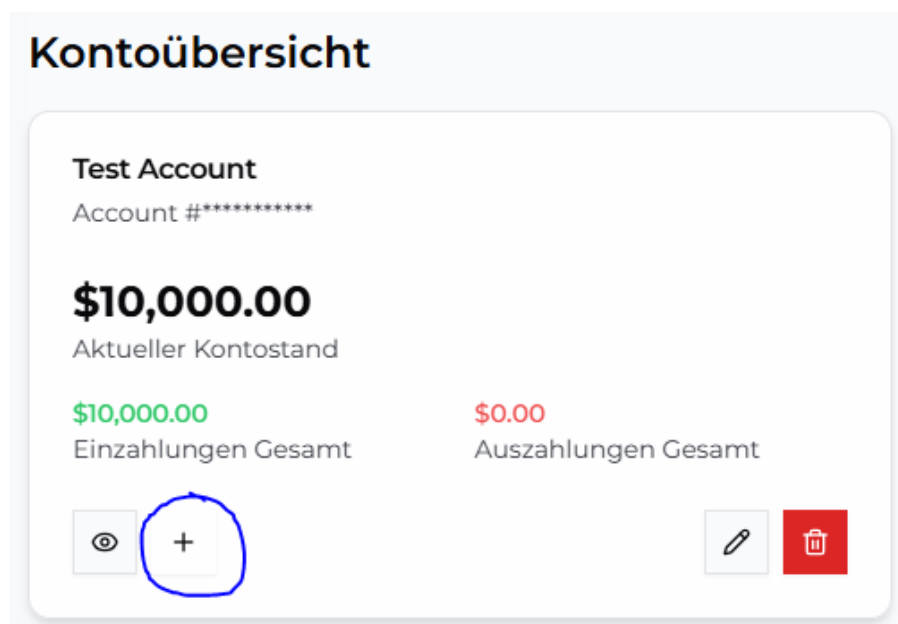 Kontoübersicht
Test Account
Account #***********
$10,000.00
Aktueller Kontostand
$10,000.00
Einzahlungen Gesamt
$0.00
Auszahlungen Gesamt